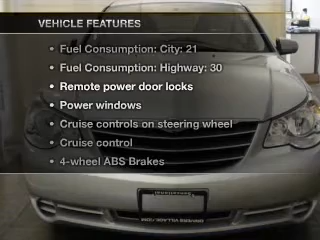 VEHICLE FEATURES
• Fuel Consumption: City: 21
• Fuel Consumption: Highway: 30
• Remote power door locks
• Power windows
• Cruise controls on steering wheel
• Cruise control
• 4-wheel ABS Brakes